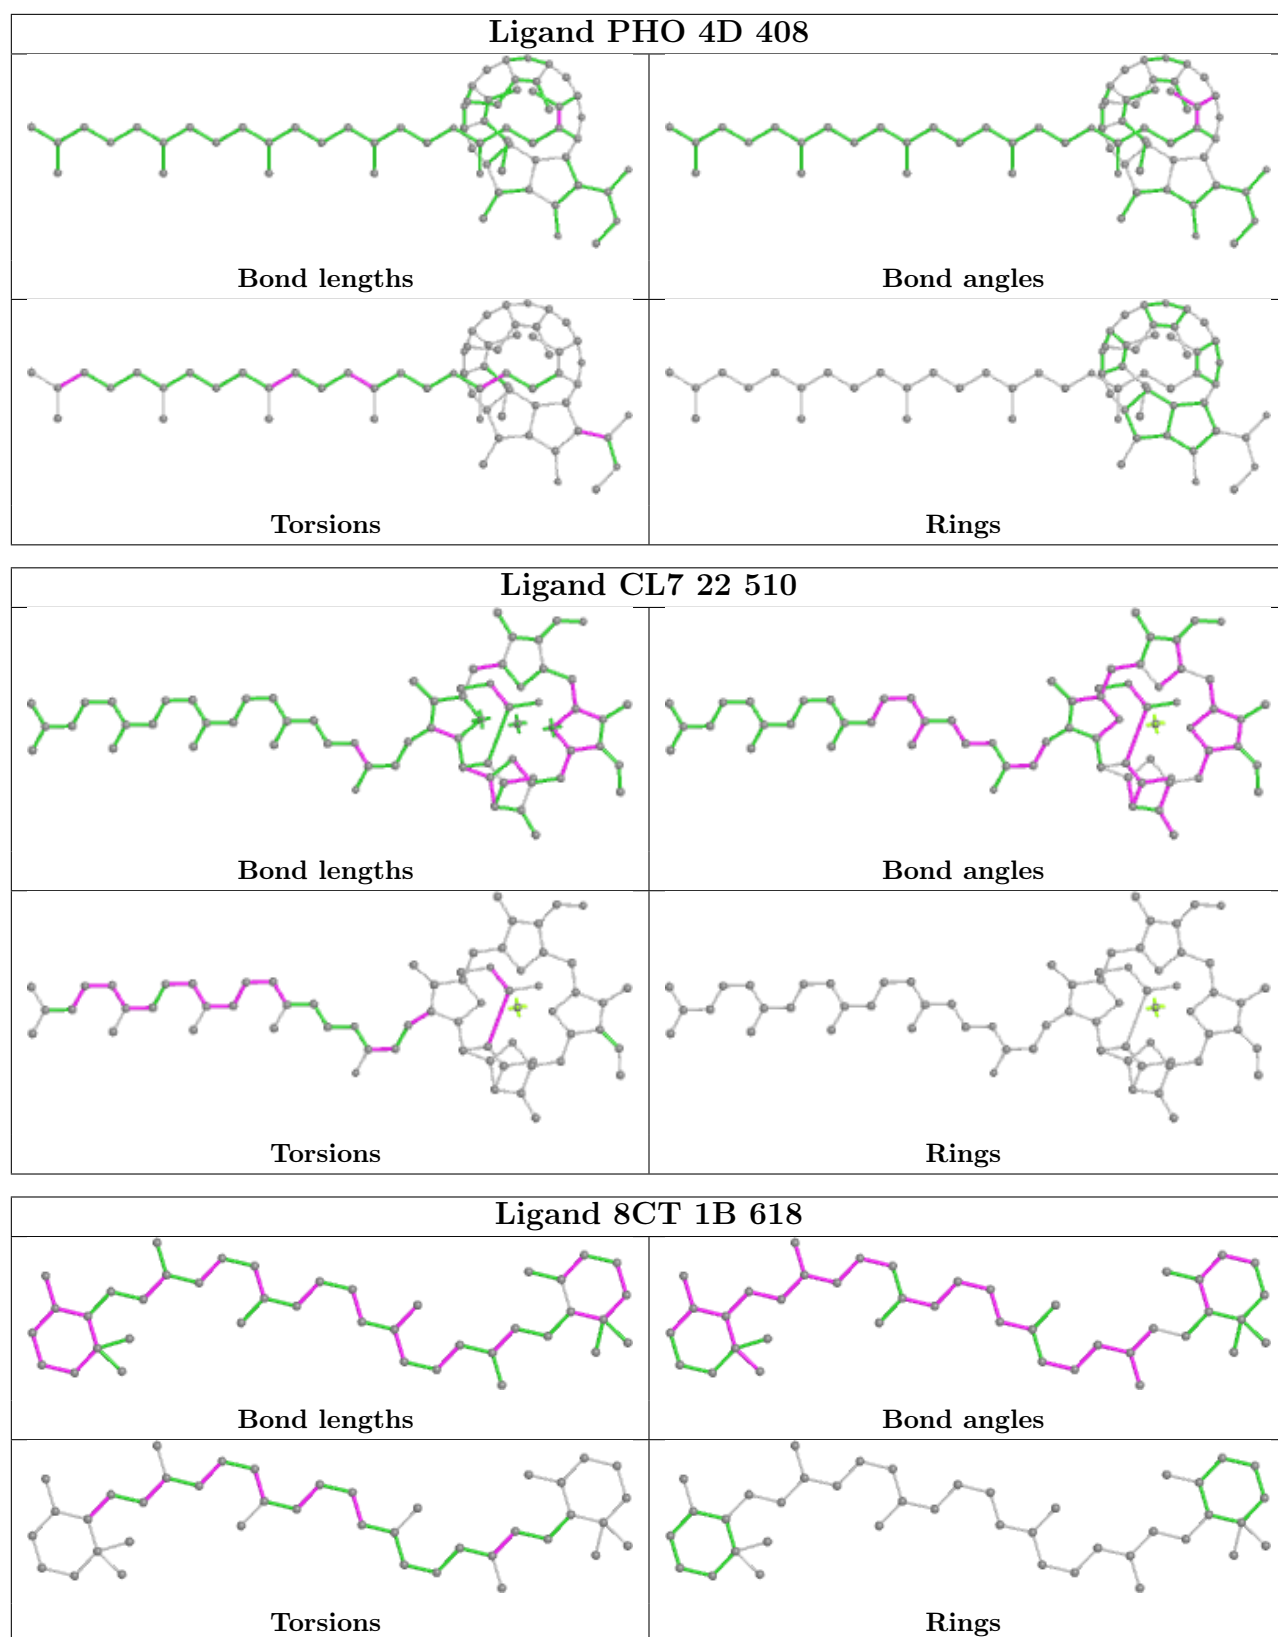 Ligand PHO 4D 408
Bond lengths
Bond angles
Torsions
Rings
Ligand CL7 22 510
Bond lengths
Bond angles
Torsions
Rings
Ligand 8CT 1B 618
Bond lengths
Bond angles
Torsions
Rings